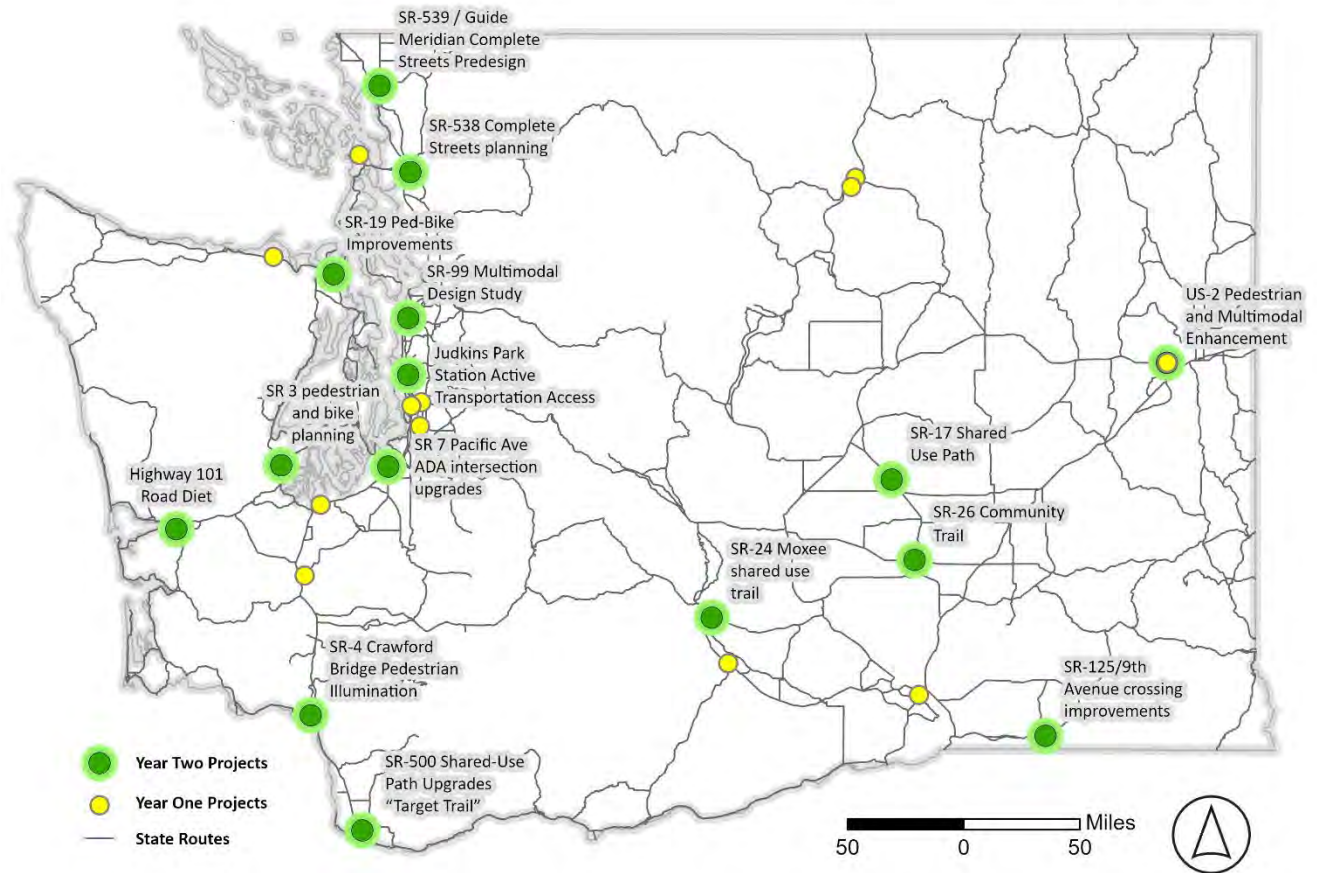 SR-539 / Guide
Meridian Complete
Streets Predesign
SR-538 Complete
Streets planning
SR-19 Ped-Bike
Improvements
SR-99 Multimodal
Design Study
US-2 Pedestrian
and Multimodal
Enhancement
Judkins Park
Station Active
Transportation Access
SR 3 pedestrian
and bike
planning
SR 7 Pacific Ave
ADA intersection
upgrades
SR-17 Shared
Use Path
Highway 101
Road Diet
SR-26 Community
Trail
SR-24 Moxee
shared use
trail
SR-4 Crawford
Bridge Pedestrian
Illumination
SR-125/9th
Avenue crossing
improvements
SR-500 Shared-Use
Path Upgrades
“Target Trail”
Year Two Projects
Year One Projects
State Routes
Miles
50 0 50